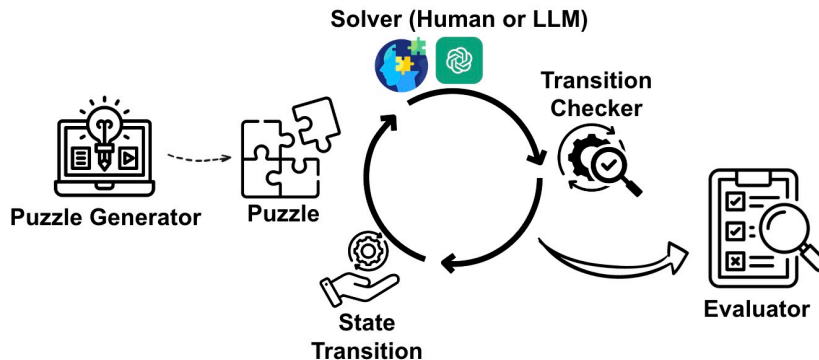 Solver (Human or LLM)
Transition
Checker
Puzzle Generator
Puzzle
State
Transition
Evaluator